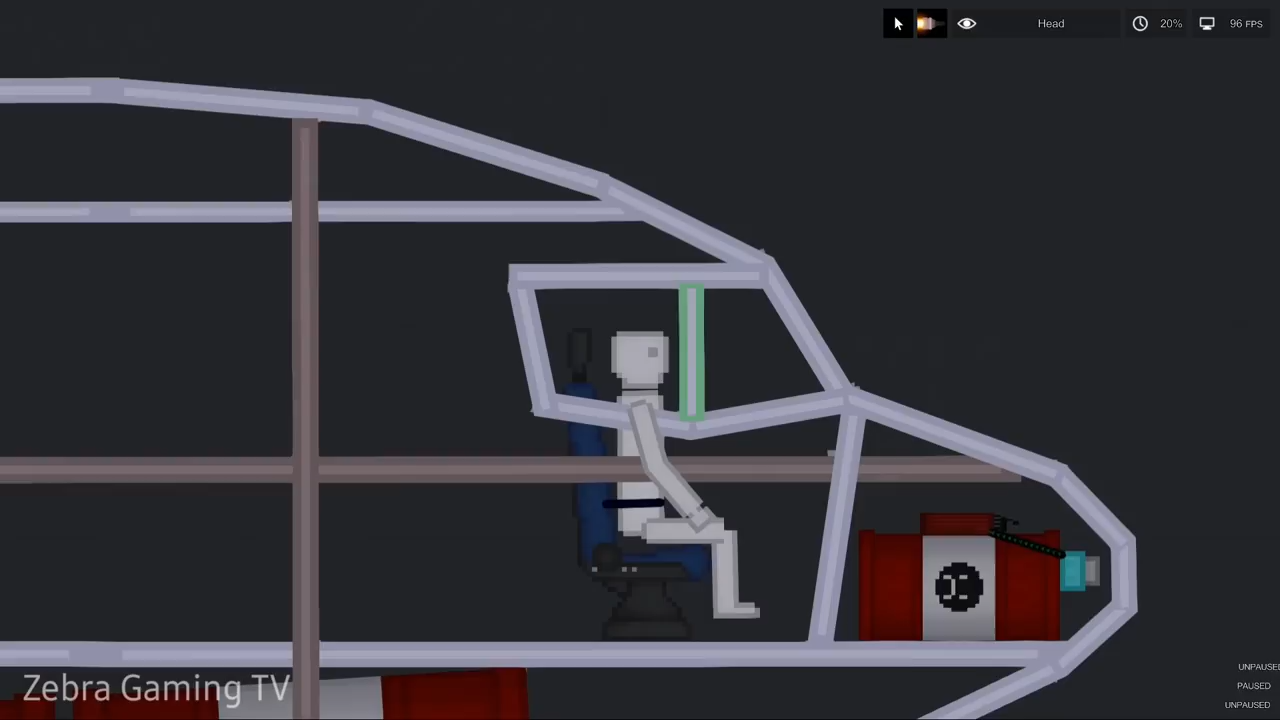 Head
20%
96 FPS
UNPAUSED
PAUSED
UNPAUSED
Zebra Gaming TV